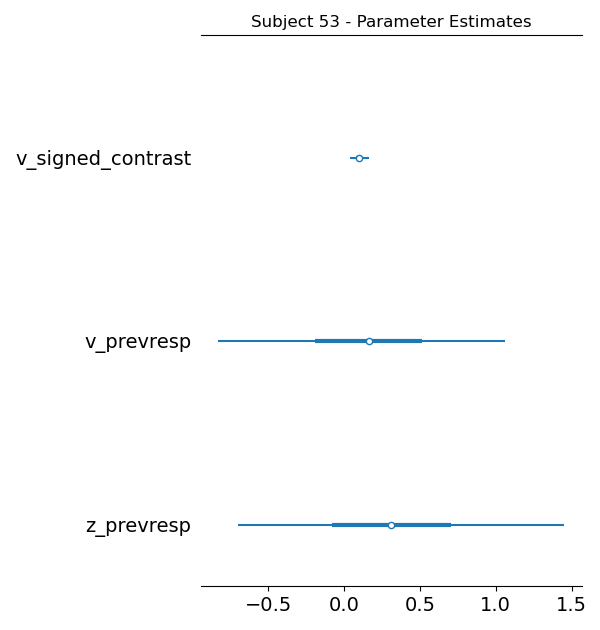 Subject 53 - Parameter Estimates
v_signed_contrast
v_prevresp
z_prevresp
−0.5 0.0 0.5 1.0 1.5